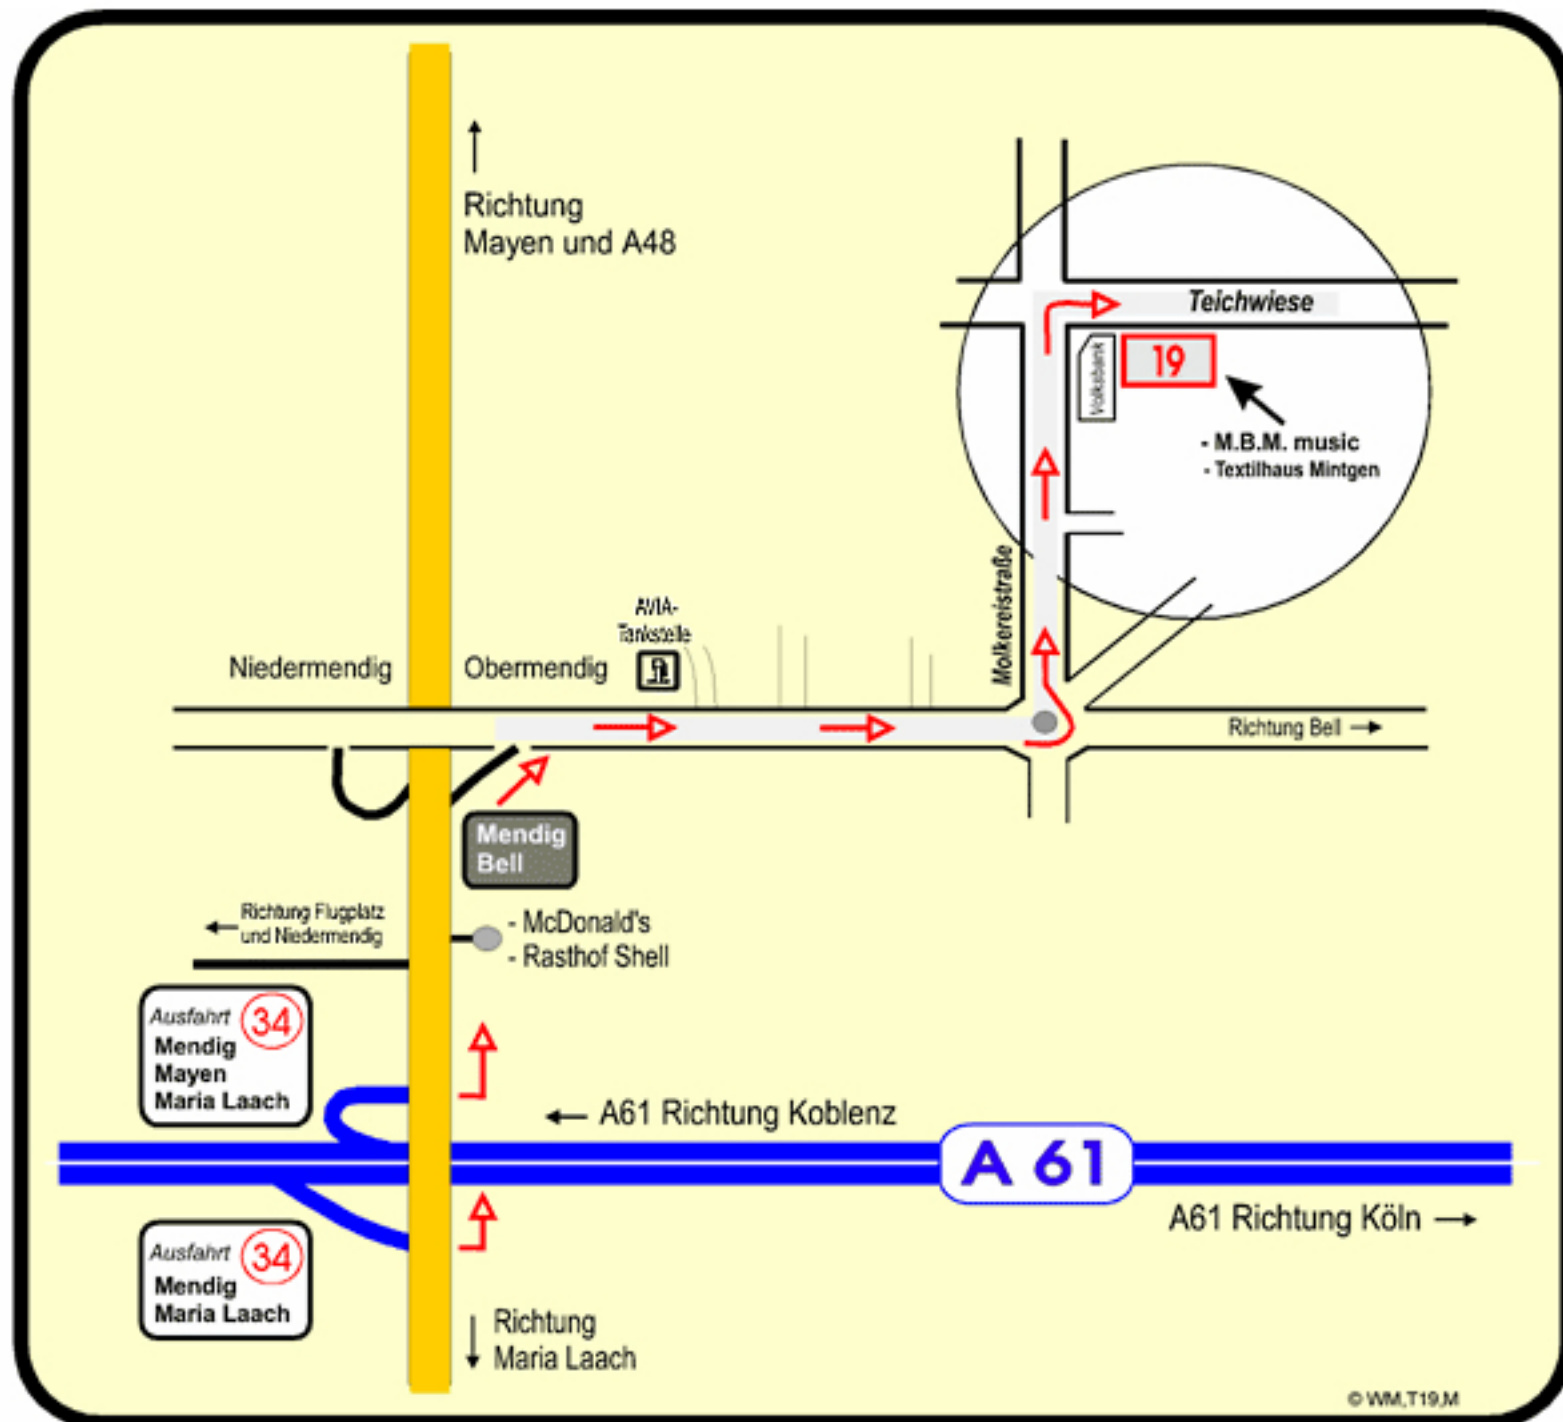 Richtung
Mayen und A48
Teichwiese
Volksbank
19
- M.B.M. music
- Textilhaus Mintgen
Molkereistraße
AVIA-
Tankstelle
Niedermendig
Obermendig
Richtung Bell
Mendig
Bell
Richtung Flugplatz
und Niedermendig
- McDonald's
- Rasthof Shell
Ausfahrt 34
Mendig
Mayen
Maria Laach
A61 Richtung Koblenz
A 61
A61 Richtung Köln
Ausfahrt 34
Mendig
Maria Laach
Richtung
Maria Laach
© WM,T19,M